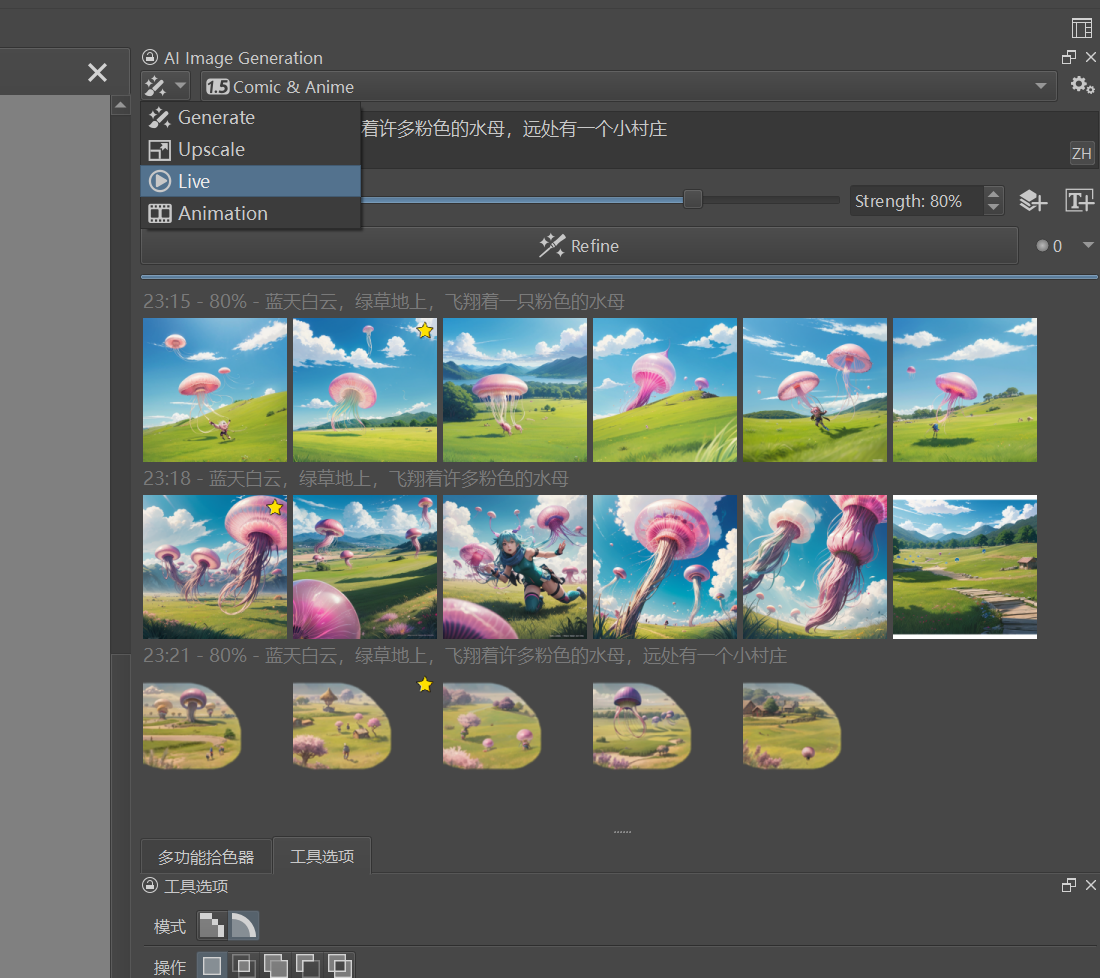 AI Image Generation
1.5 Comic & Anime
Generate
着许多粉色的水母，远处有一个小村庄
Upscale
ZH
Live
Strength: 80%
Animation
Refine
0
23:15 - 80% - 蓝天白云，绿草地上，飞翔着一只粉色的水母
23:18 - 蓝天白云，绿草地上，飞翔着许多粉色的水母
23:21 - 80% - 蓝天白云，绿草地上，飞翔着许多粉色的水母，远处有一个小村庄
多功能拾色器
工具选项
工具选项
模式
操作